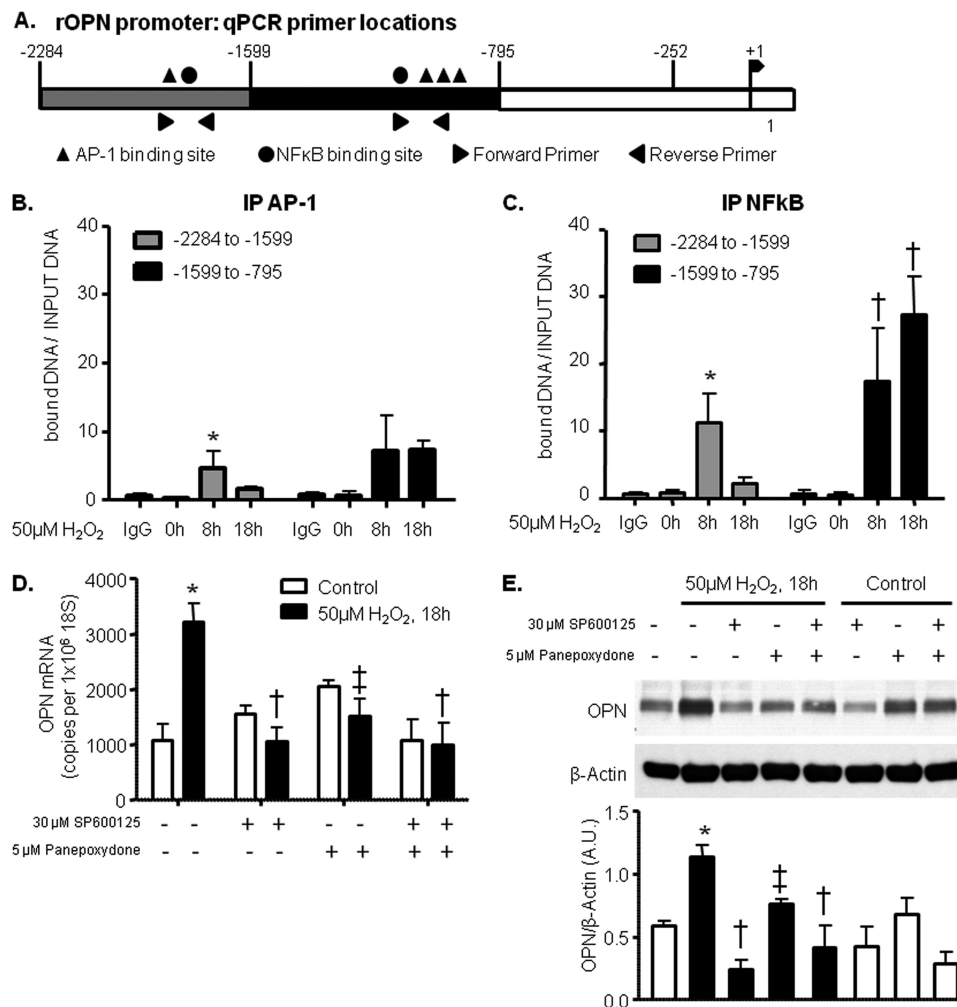 A. rOPN promoter: qPCR primer locations
-2284 -1599 -795 -252 +1
1
▲ AP-1 binding site ● NFκB binding site ▶ Forward Primer ◀ Reverse Primer
B. IP AP-1
bound DNA/ INPUT DNA
40
30
20
10
0
-2284 to -1599
-1599 to -795
*
50µM H₂O₂ IgG 0h 8h 18h IgG 0h 8h 18h
C. IP NFkB
bound DNA/INPUT DNA
40
30
20
10
0
-2284 to -1599
-1599 to -795
* † †
50µM H₂O₂ IgG 0h 8h 18h IgG 0h 8h 18h
D.
OPN mRNA
(copies per 1x10⁶ 18S)
4000
3000
2000
1000
0
Control
50µM H₂O₂, 18h
* † ‡ †
30 µM SP600125 - - + + - - + +
5 µM Panepoxydone - - - - + + + +
E. 50µM H₂O₂, 18h Control
30 µM SP600125 - - + - + + - +
5 µM Panepoxydone - - - + + - + +
OPN
β-Actin
OPN/β-Actin (A.U.)
1.5
1.0
0.5
0.0
* † ‡ †